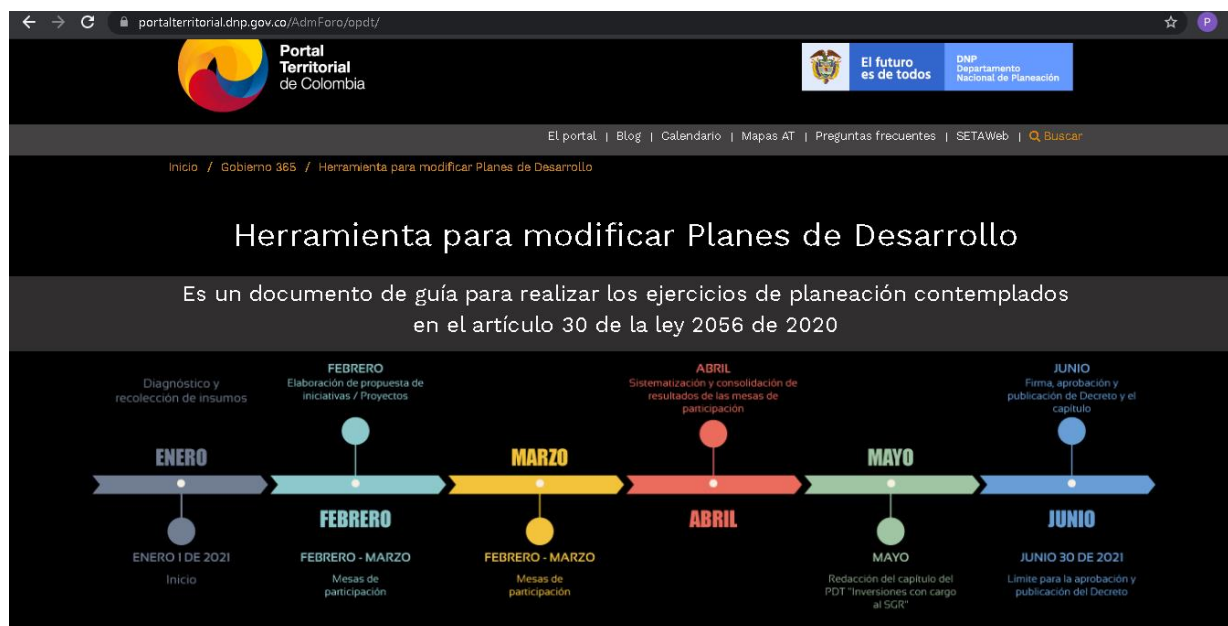 portalterritorial.dnp.gov.co/AdmForo/opdt/
P
Portal
Territorial
de Colombia
El futuro
es de todos
DNP
Departamento
Nacional de Planeación
El portal | Blog | Calendario | Mapas AT | Preguntas frecuentes | SETAWeb | Buscar
Inicio / Gobierno 365 / Herramienta para modificar Planes de Desarrollo
Herramienta para modificar Planes de Desarrollo
Es un documento de guía para realizar los ejercicios de planeación contemplados
en el artículo 30 de la ley 2056 de 2020
Diagnóstico y
recolección de insumos
ENERO
ENERO 1 DE 2021
Inicio
FEBRERO
Elaboración de propuesta de
iniciativas / Proyectos
FEBRERO
FEBRERO - MARZO
Mesas de
participación
MARZO
FEBRERO - MARZO
Mesas de
participación
ABRIL
Sistematización y consolidación de
resultados de las mesas de
participación
ABRIL
MAYO
MAYO
Redacción del capítulo del
PDT "Inversiones con cargo
al SGR"
JUNIO
Firma, aprobación y
publicación de Decreto y el
capítulo
JUNIO
JUNIO 30 DE 2021
Límite para la aprobación y
publicación del Decreto